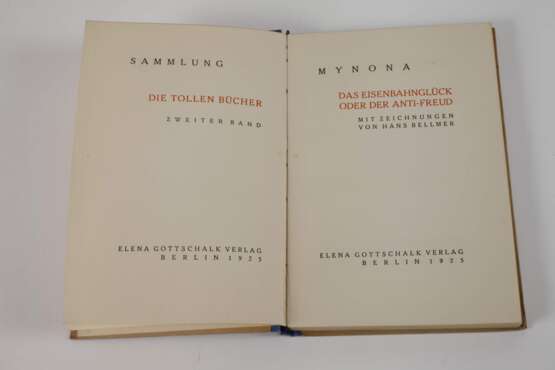 SAMMLUNG
DIE TOLLEN BÜCHER
ZWEITER BAND
ELENA GOTTSCHALK VERLAG
BERLIN 1925
MYNONA
DAS EISENBAHNGLÜCK
ODER DER ANTI-FREUD
MIT ZEICHNUNGEN
VON HANS BELLMER
ELENA GOTTSCHALK VERLAG
BERLIN 1925